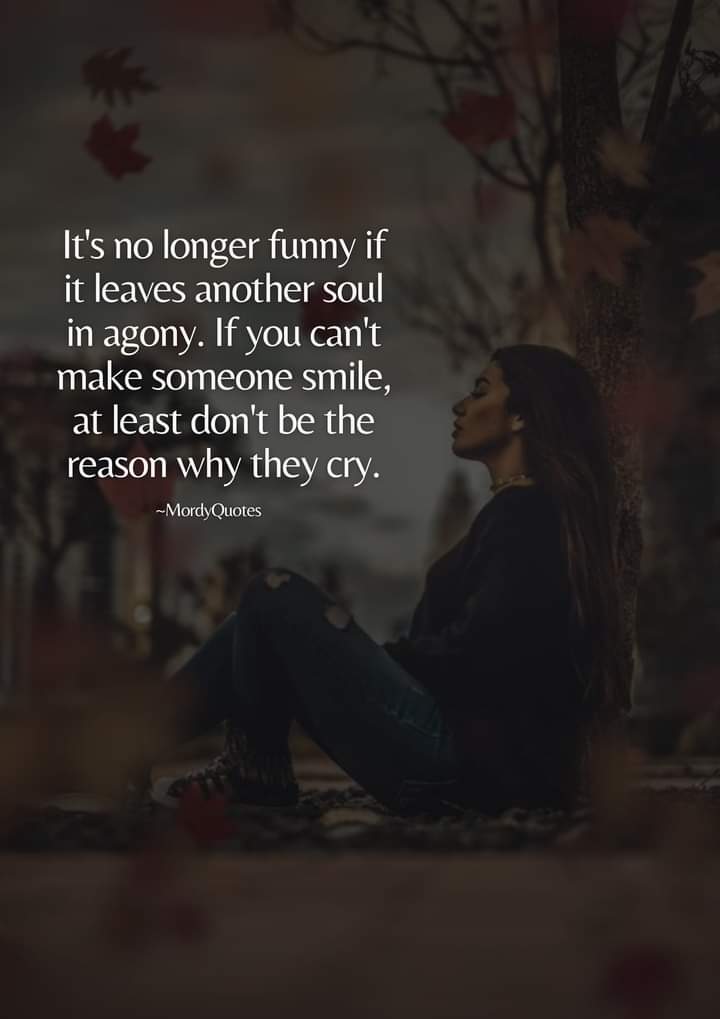 It's no longer funny if
it leaves another soul
in agony. If you can't
make someone smile,
at least don't be the
reason why they cry.
~MordyQuotes